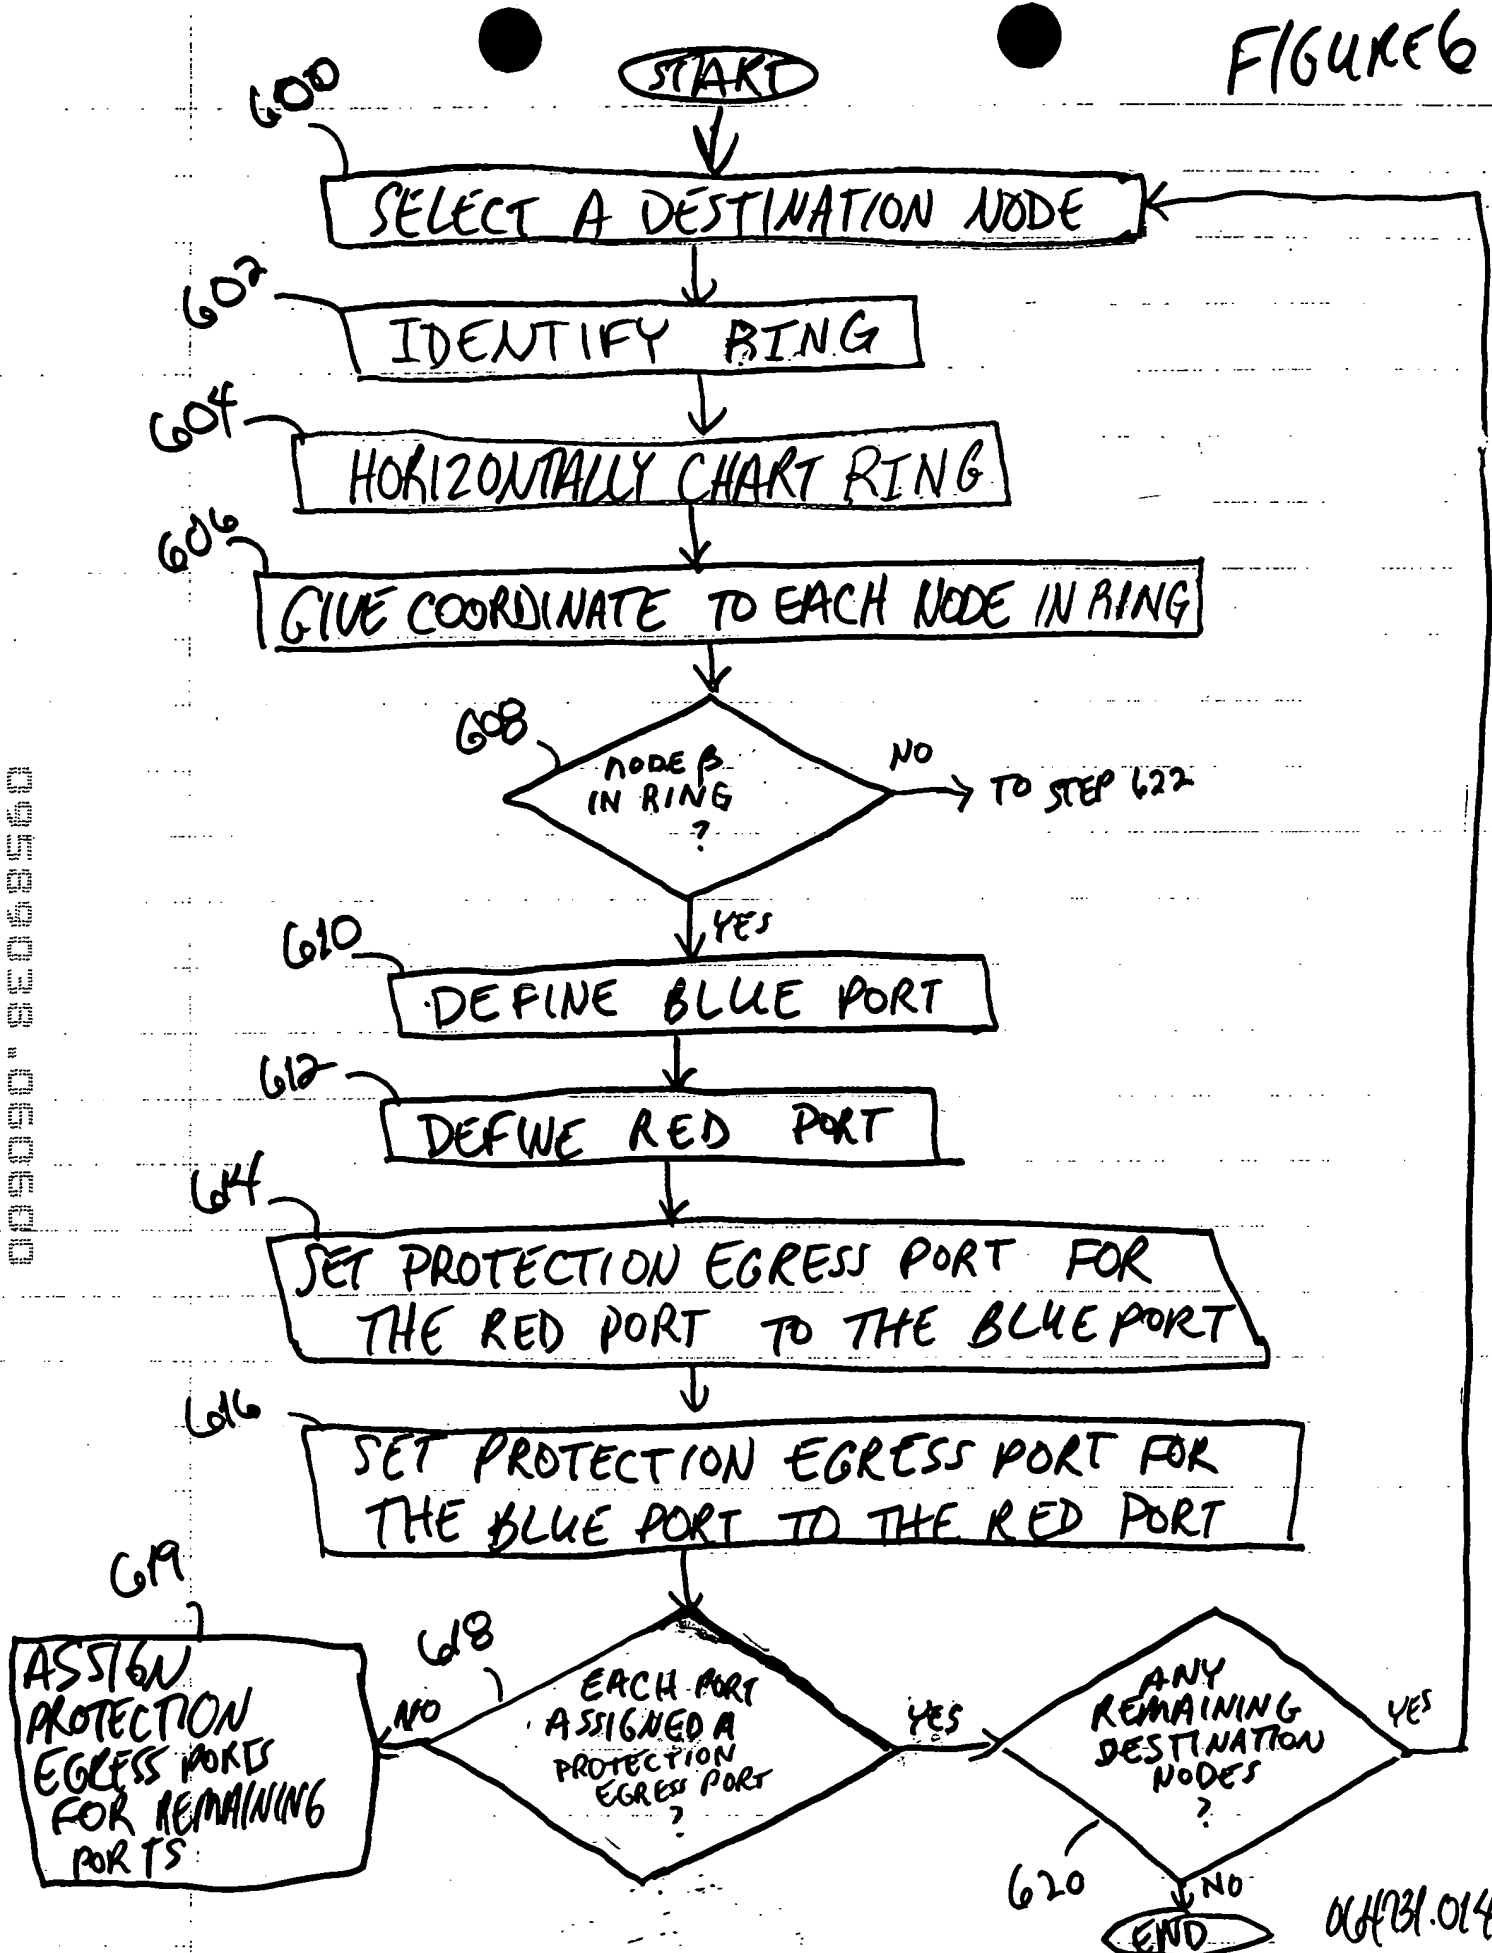 FIGURE 6
START
600
SELECT A DESTINATION NODE
602
IDENTIFY RING
604
HORIZONTALLY CHART RING
606
GIVE COORDINATE TO EACH NODE IN RING
608
NODE β
IN RING
?
NO
TO STEP 622
YES
610
DEFINE BLUE PORT
612
DEFINE RED PORT
614
SET PROTECTION EGRESS PORT FOR
THE RED PORT TO THE BLUE PORT
616
SET PROTECTION EGRESS PORT FOR
THE BLUE PORT TO THE RED PORT
619
ASSIGN
PROTECTION
EGRESS PORTS
FOR REMAINING
PORTS
NO
618
EACH PORT
ASSIGNED A
PROTECTION
EGRESS PORT
?
YES
ANY
REMAINING
DESTINATION
NODES
?
YES
620
NO
END
064731.014
09589038.060600